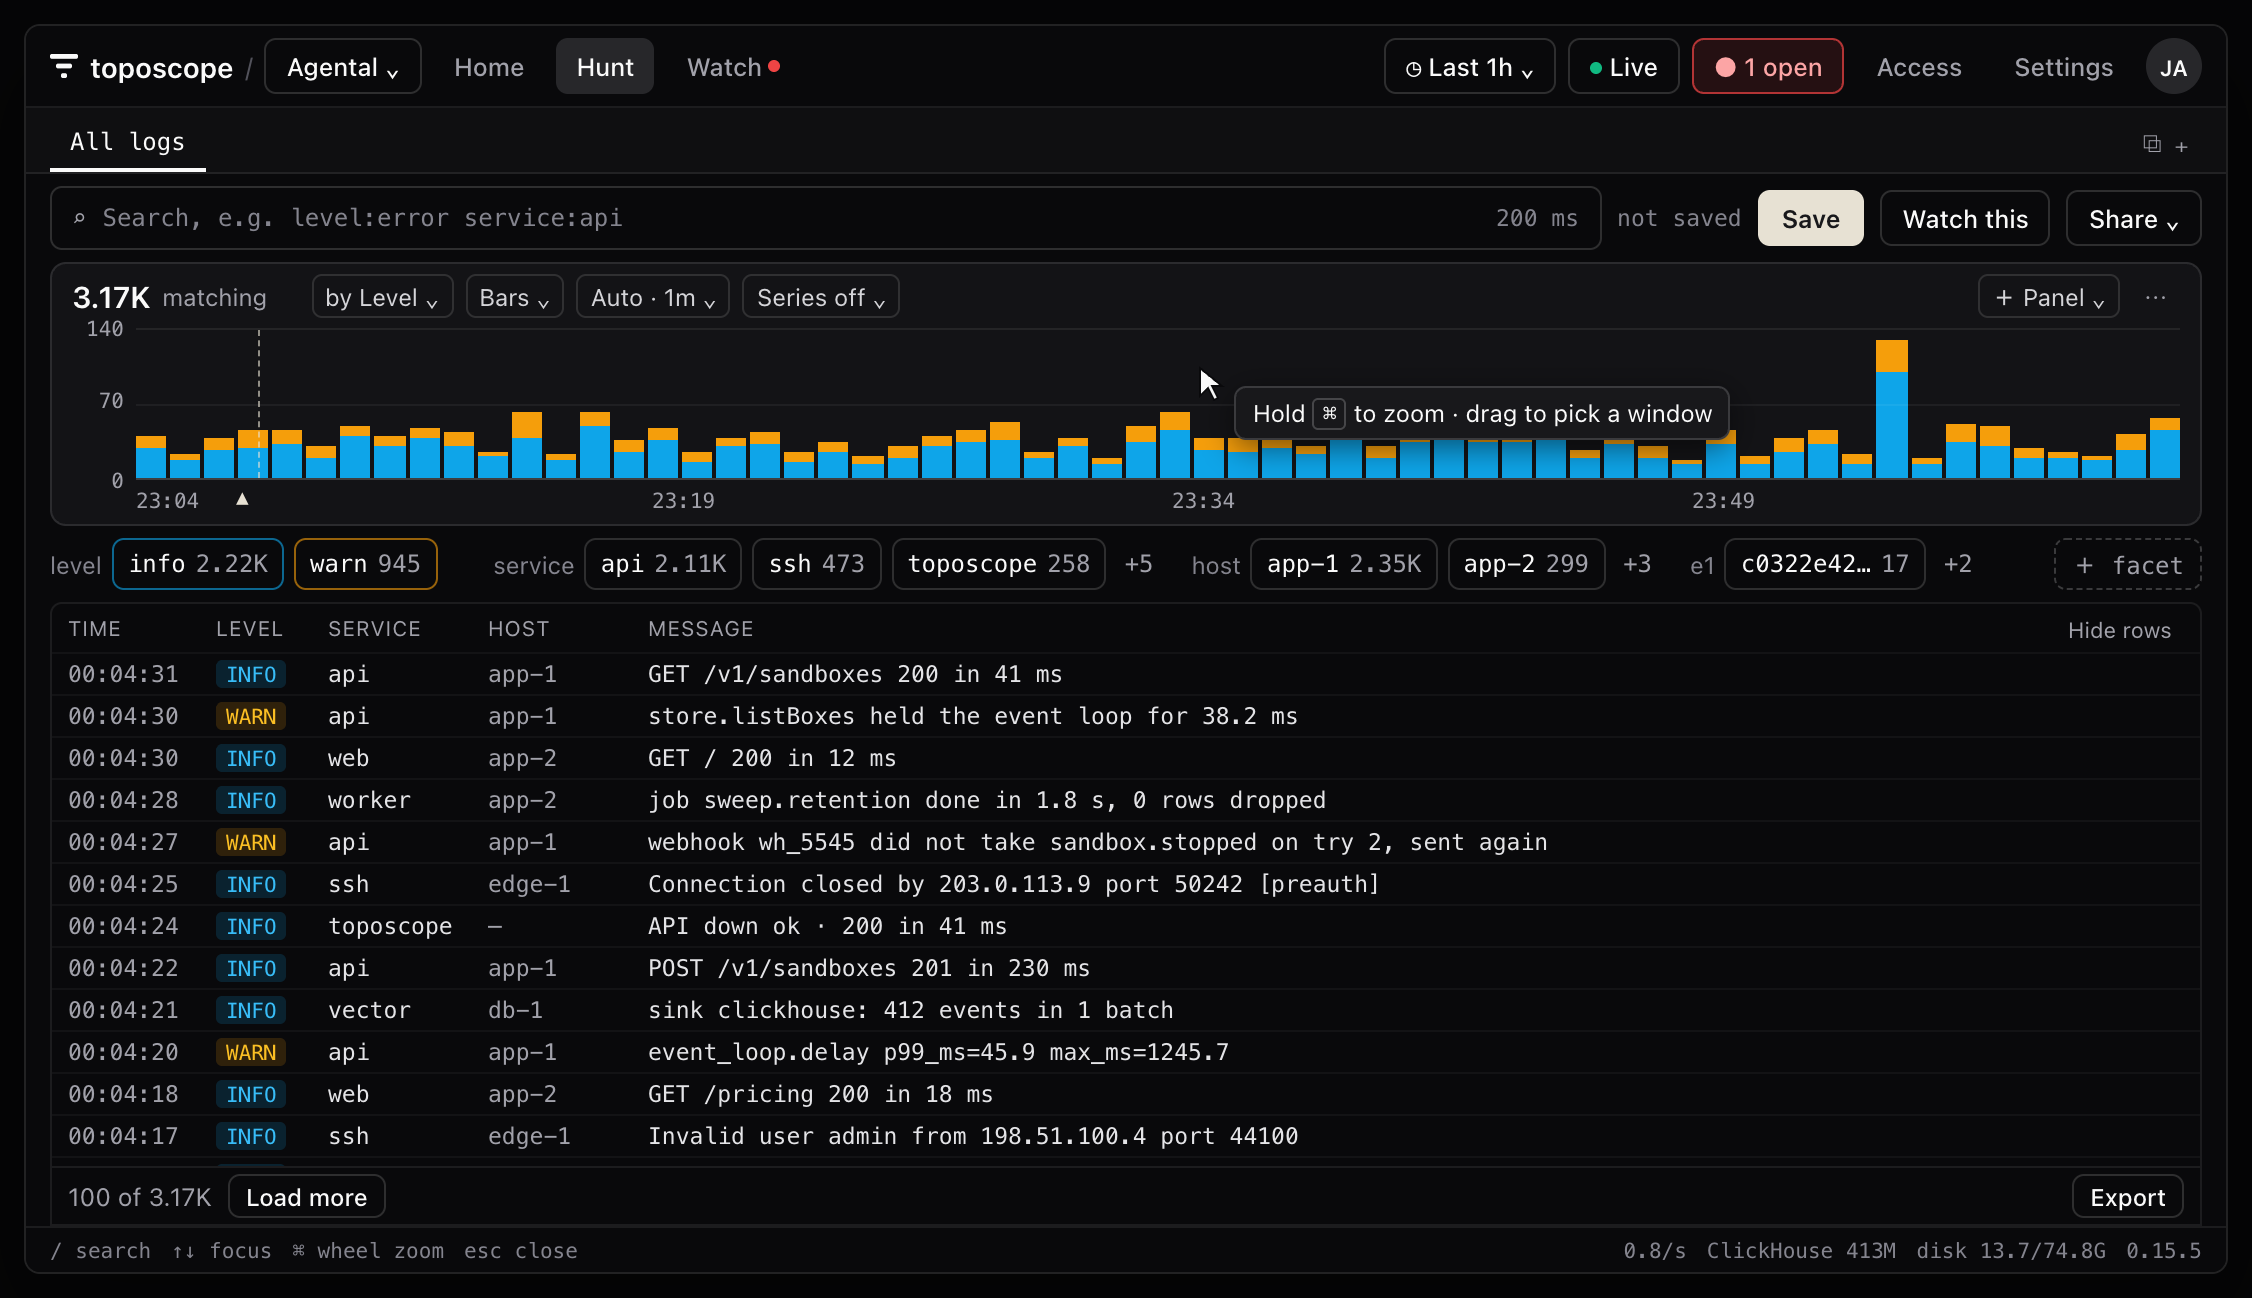 toposcope / Agental Home Hunt Watch Last 1h Live 1 open Access Settings JA
All logs
Search, e.g. level:error service:api 200 ms not saved Save Watch this Share
3.17K matching by Level Bars Auto · 1m Series off + Panel ···
140
70
Hold ⌘ to zoom · drag to pick a window
0
23:04 23:19 23:34 23:49
level info 2.22K warn 945 service api 2.11K ssh 473 toposcope 258 +5 host app-1 2.35K app-2 299 +3 e1 c0322e42… 17 +2 + facet
TIME LEVEL SERVICE HOST MESSAGE Hide rows
00:04:31 INFO api app-1 GET /v1/sandboxes 200 in 41 ms
00:04:30 WARN api app-1 store.listBoxes held the event loop for 38.2 ms
00:04:30 INFO web app-2 GET / 200 in 12 ms
00:04:28 INFO worker app-2 job sweep.retention done in 1.8 s, 0 rows dropped
00:04:27 WARN api app-1 webhook wh_5545 did not take sandbox.stopped on try 2, sent again
00:04:25 INFO ssh edge-1 Connection closed by 203.0.113.9 port 50242 [preauth]
00:04:24 INFO toposcope — API down ok · 200 in 41 ms
00:04:22 INFO api app-1 POST /v1/sandboxes 201 in 230 ms
00:04:21 INFO vector db-1 sink clickhouse: 412 events in 1 batch
00:04:20 WARN api app-1 event_loop.delay p99_ms=45.9 max_ms=1245.7
00:04:18 INFO web app-2 GET /pricing 200 in 18 ms
00:04:17 INFO ssh edge-1 Invalid user admin from 198.51.100.4 port 44100
100 of 3.17K Load more Export
/ search ↑↓ focus ⌘ wheel zoom esc close 0.8/s ClickHouse 413M disk 13.7/74.8G 0.15.5